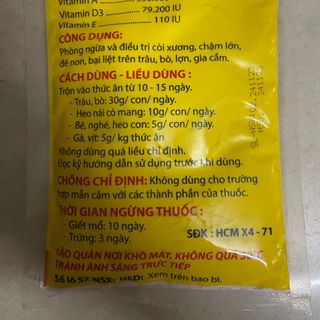 Vitamin A
Vitamin D3 79.200 IU
Vitamin E 110 IU
CÔNG DỤNG:
Phòng ngừa và điều trị còi xương, chậm lớn,
đẻ non, bại liệt trên trâu, bò, lợn, gia cầm.
CÁCH DÙNG - LIỀU DÙNG :
Trộn vào thức ăn từ 10 - 15 ngày.
- Trâu, bò: 30g/ con/ ngày.
- Heo nái có mang: 10g/ con/ ngày.
- Bê, nghé, heo con: 5g/ con/ ngày.
- Gà, vịt: 5g/ kg thức ăn
Không dùng quá liều chỉ định.
Đọc kỹ hướng dẫn sử dụng trước khi dùng.
CHỐNG CHỈ ĐỊNH: Không dùng cho trường
hợp mẫn cảm với các thành phần của thuốc.
THỜI GIAN NGỪNG THUỐC :
- Giết mổ: 10 ngày.
- Trứng: 3 ngày.
SĐK : HCM X4 - 71
BẢO QUẢN NƠI KHÔ MÁT, KHÔNG QUÁ 30°C
TRÁNH ÁNH SÁNG TRỰC TIẾP
Số lô SX, NSX, HSD: Xem trên bao bì.